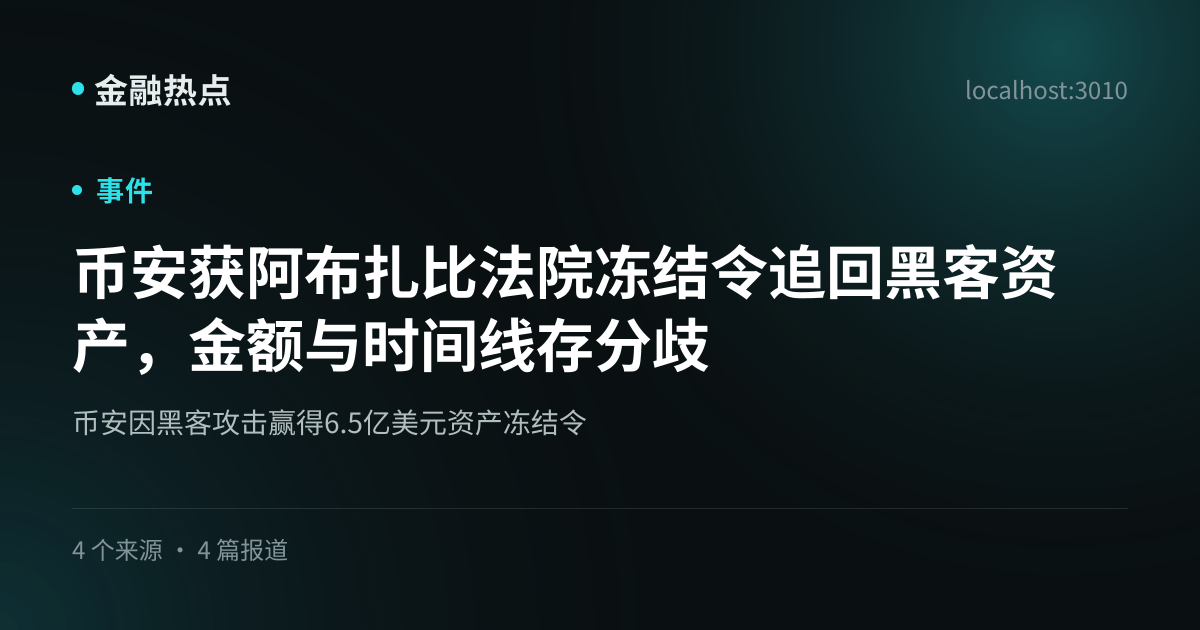 金融热点
localhost:3010
事件
币安获阿布扎比法院冻结令追回黑客资
产，金额与时间线存分歧
币安因黑客攻击赢得6.5亿美元资产冻结令
4 个来源 · 4 篇报道